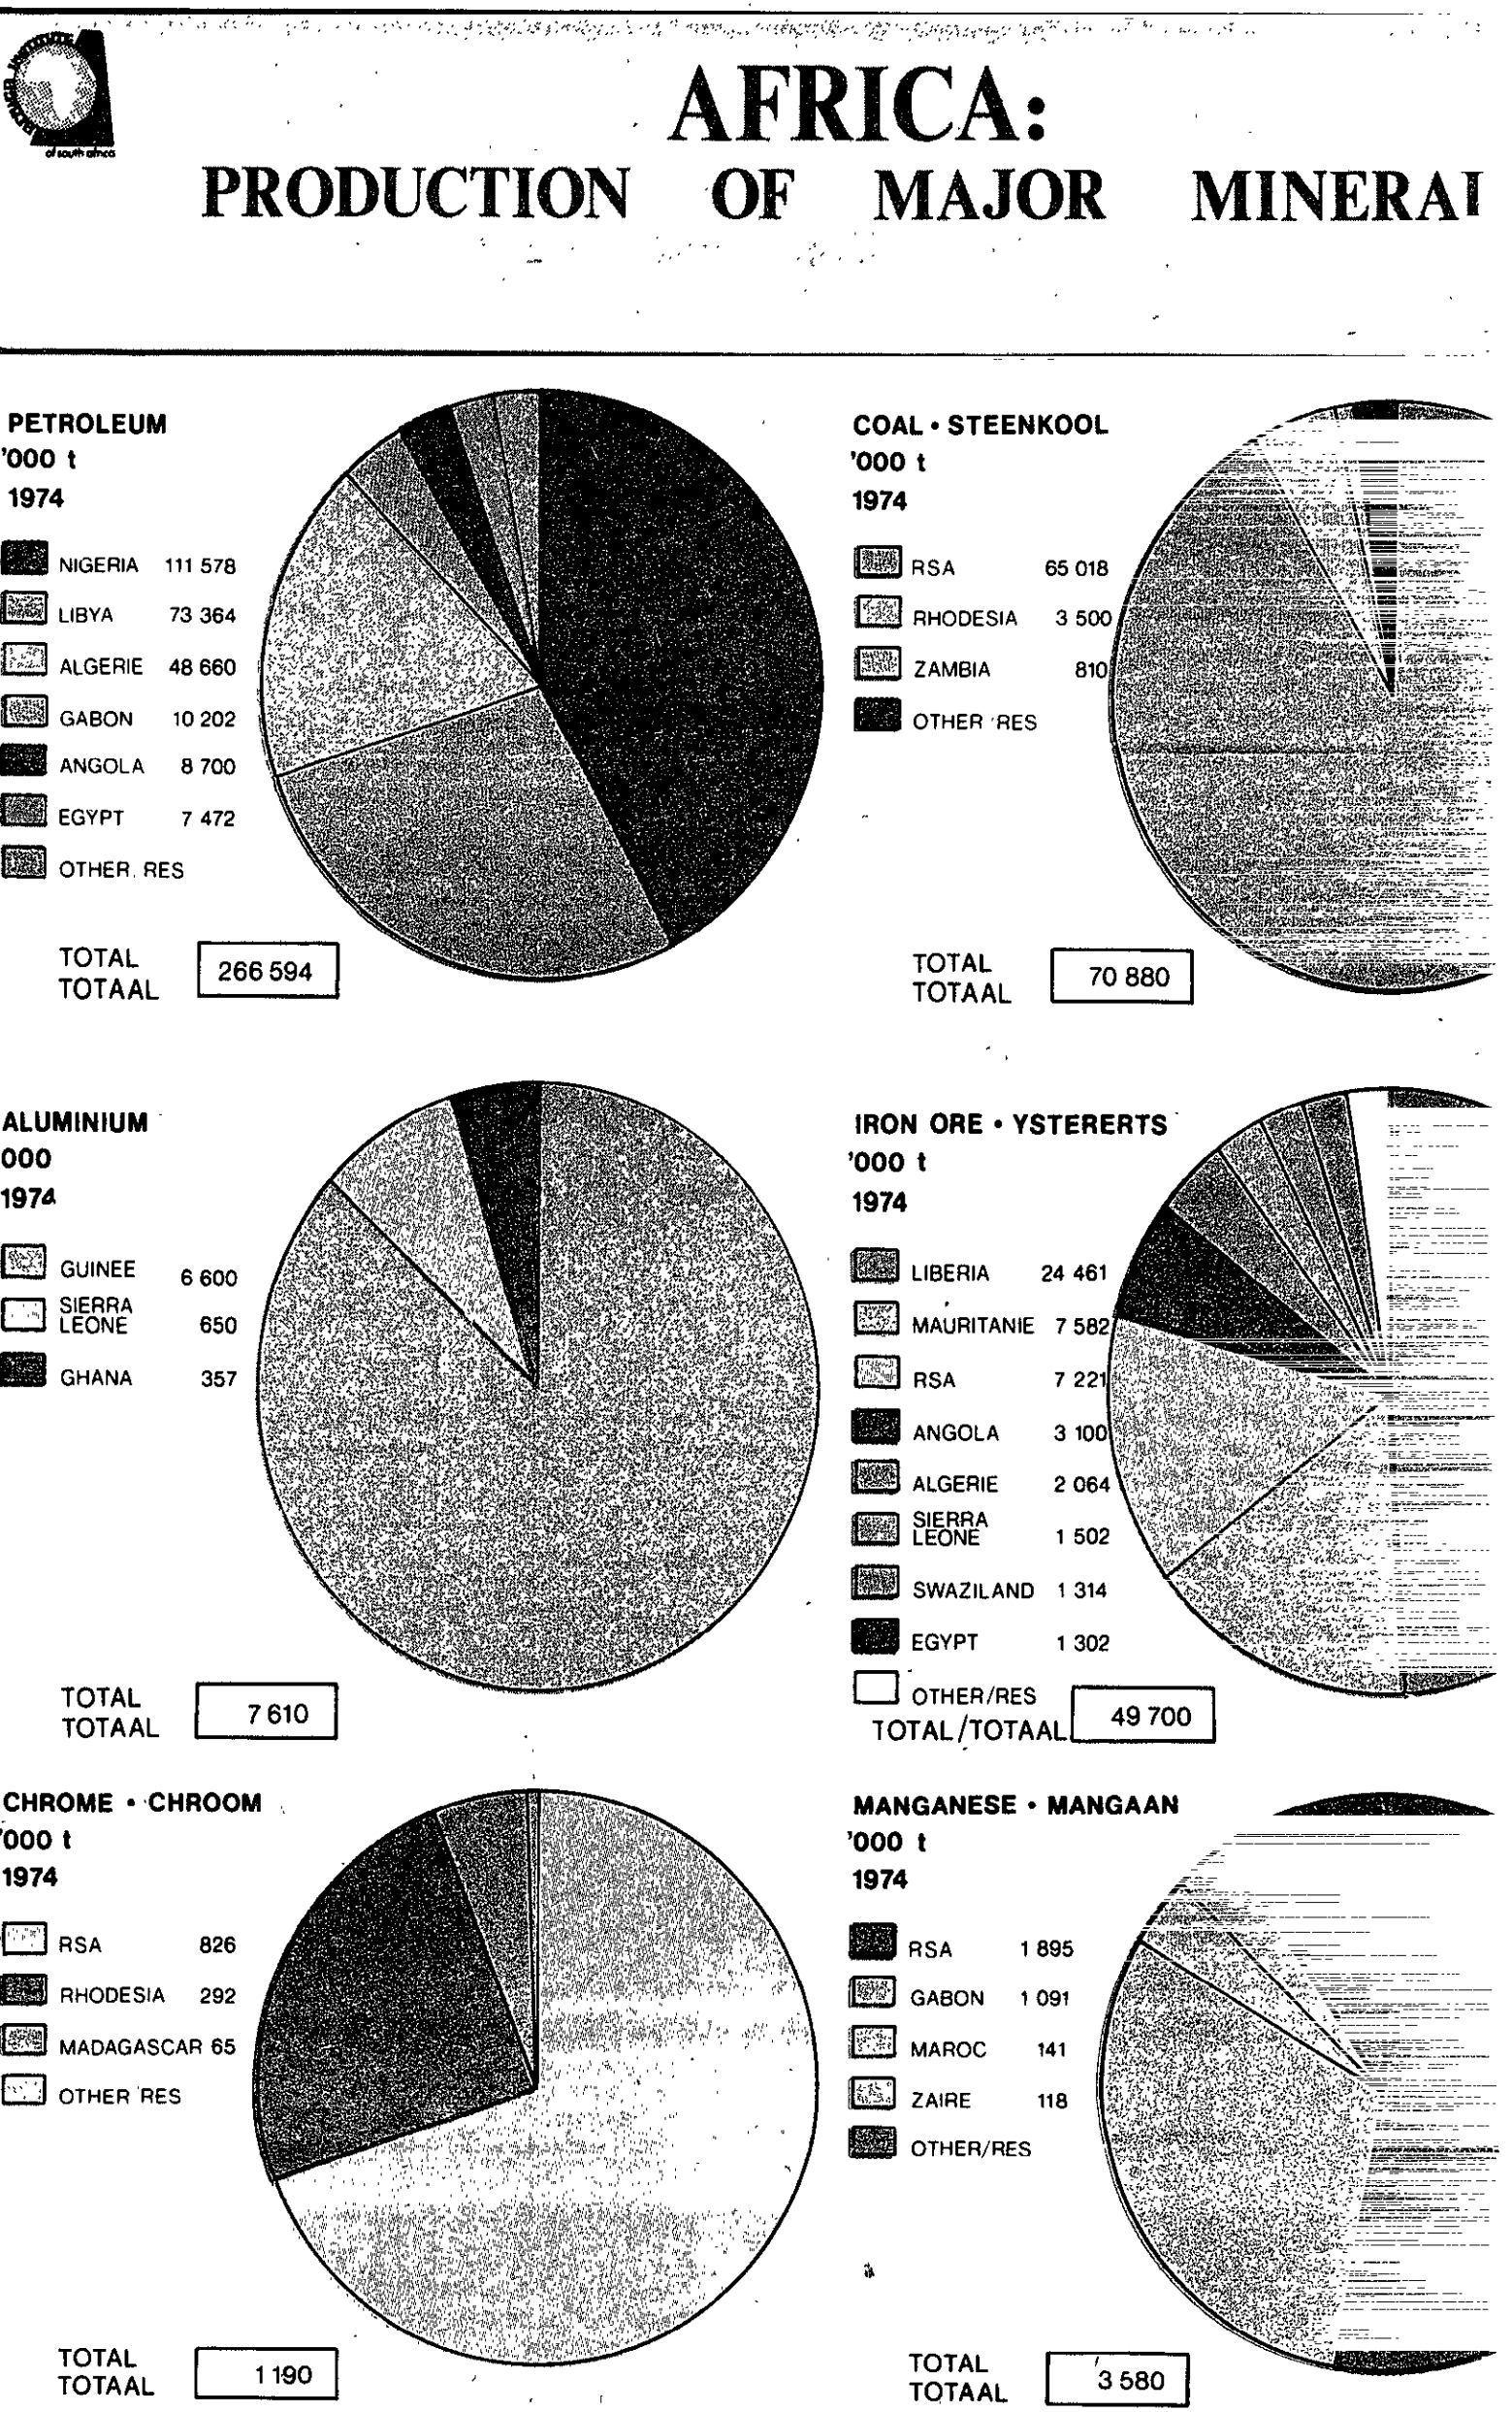 AFRICA INSTITUTE
of south africa
AFRICA:
PRODUCTION OF MAJOR MINERAL
PETROLEUM
'000 t
1974
NIGERIA 111 578
LIBYA 73 364
ALGERIE 48 660
GABON 10 202
ANGOLA 8 700
EGYPT 7 472
OTHER RES
TOTAL
TOTAAL 266 594
COAL • STEENKOOL
'000 t
1974
RSA 65 018
RHODESIA 3 500
ZAMBIA 810
OTHER RES
TOTAL
TOTAAL 70 880
ALUMINIUM
000
1974
GUINEE 6 600
SIERRA
LEONE 650
GHANA 357
TOTAL
TOTAAL 7 610
IRON ORE • YSTERERTS
'000 t
1974
LIBERIA 24 461
MAURITANIE 7 582
RSA 7 221
ANGOLA 3 100
ALGERIE 2 064
SIERRA
LEONE 1 502
SWAZILAND 1 314
EGYPT 1 302
OTHER/RES
TOTAL/TOTAAL 49 700
CHROME • CHROOM
'000 t
1974
RSA 826
RHODESIA 292
MADAGASCAR 65
OTHER RES
TOTAL
TOTAAL 1 190
MANGANESE • MANGAAN
'000 t
1974
RSA 1 895
GABON 1 091
MAROC 141
ZAIRE 118
OTHER/RES
TOTAL
TOTAAL 3 580